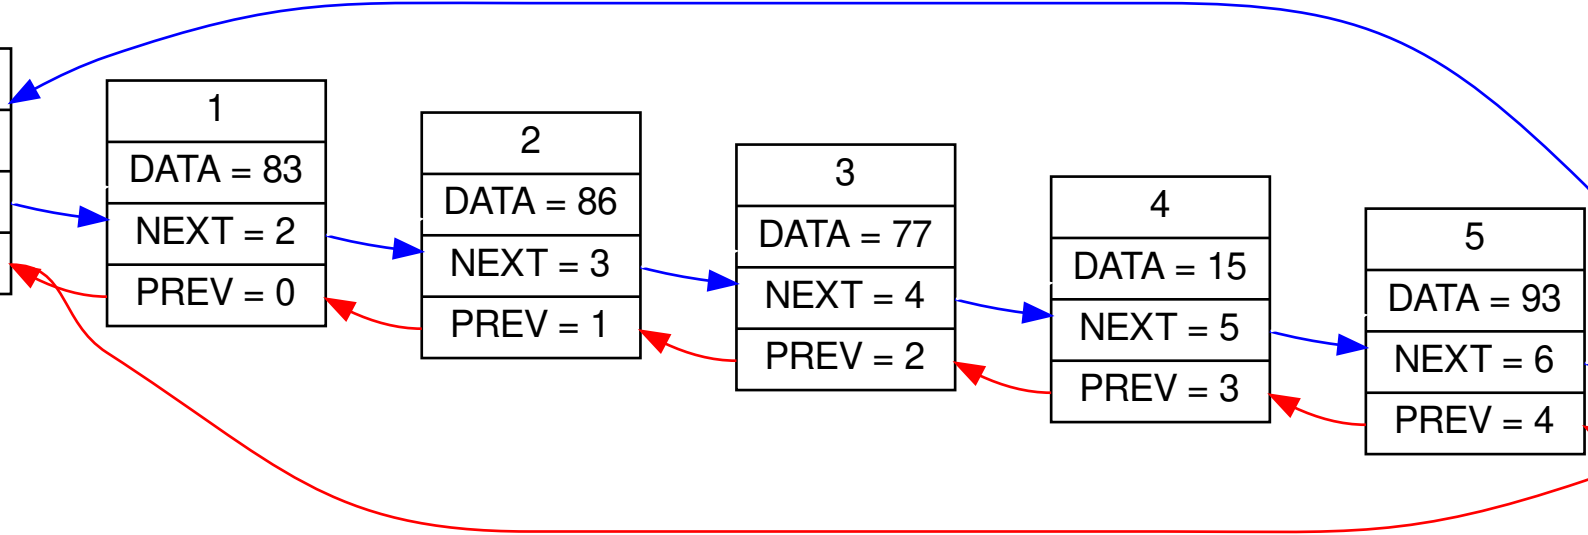 1
DATA = 83
NEXT = 2
PREV = 0
2
DATA = 86
NEXT = 3
PREV = 1
3
DATA = 77
NEXT = 4
PREV = 2
4
DATA = 15
NEXT = 5
PREV = 3
5
DATA = 93
NEXT = 6
PREV = 4